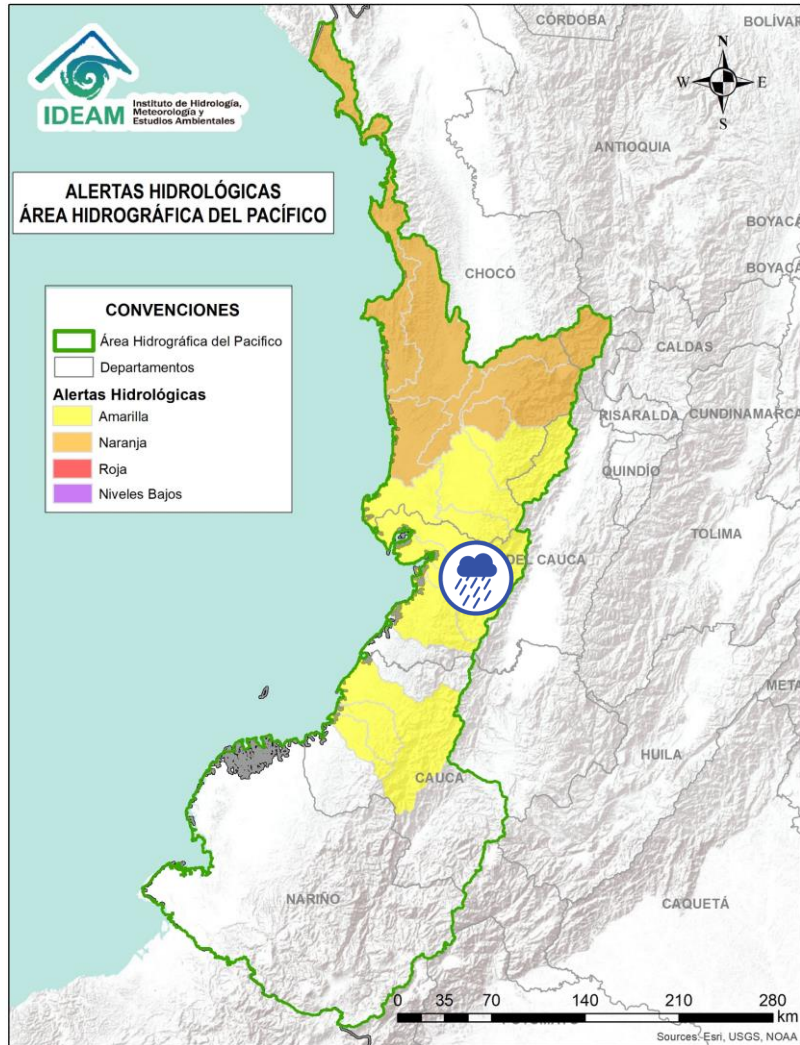 CÓRDOBA
BOLÍVAR
IDEAM
Instituto de Hidrología,
Meteorología y
Estudios Ambientales
N
W E
S
ANTIOQUIA
ALERTAS HIDROLÓGICAS
ÁREA HIDROGRÁFICA DEL PACÍFICO
BOYACÁ
BOYACÁ
CHOCÓ
CONVENCIONES
Área Hidrográfica del Pacifico
Departamentos
Alertas Hidrológicas
Amarilla
Naranja
Roja
Niveles Bajos
CALDAS
RISARALDA
CUNDINAMARCA
QUINDÍO
TOLIMA
DEL CAUCA
META
HUILA
CAUCA
NARIÑO
CAQUETÁ
0 35 70 140 210 280
km
Sources: Esri, USGS, NOAA